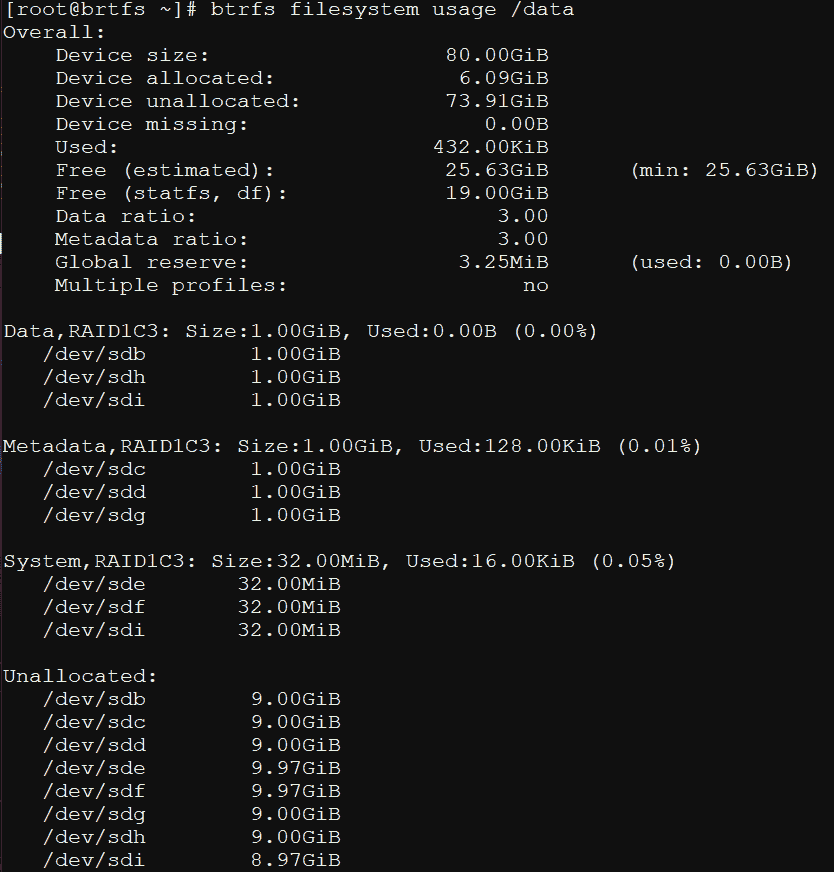 [root@brtfs ~]# btrfs filesystem usage /data
Overall:
    Device size:                  80.00GiB
    Device allocated:              6.09GiB
    Device unallocated:           73.91GiB
    Device missing:                  0.00B
    Used:                        432.00KiB
    Free (estimated):             25.63GiB      (min: 25.63GiB)
    Free (statfs, df):            19.00GiB
    Data ratio:                       3.00
    Metadata ratio:                   3.00
    Global reserve:                3.25MiB      (used: 0.00B)
    Multiple profiles:                  no

Data,RAID1C3: Size:1.00GiB, Used:0.00B (0.00%)
   /dev/sdb        1.00GiB
   /dev/sdh        1.00GiB
   /dev/sdi        1.00GiB

Metadata,RAID1C3: Size:1.00GiB, Used:128.00KiB (0.01%)
   /dev/sdc        1.00GiB
   /dev/sdd        1.00GiB
   /dev/sdg        1.00GiB

System,RAID1C3: Size:32.00MiB, Used:16.00KiB (0.05%)
   /dev/sde       32.00MiB
   /dev/sdf       32.00MiB
   /dev/sdi       32.00MiB

Unallocated:
   /dev/sdb        9.00GiB
   /dev/sdc        9.00GiB
   /dev/sdd        9.00GiB
   /dev/sde        9.97GiB
   /dev/sdf        9.97GiB
   /dev/sdg        9.00GiB
   /dev/sdh        9.00GiB
   /dev/sdi        8.97GiB